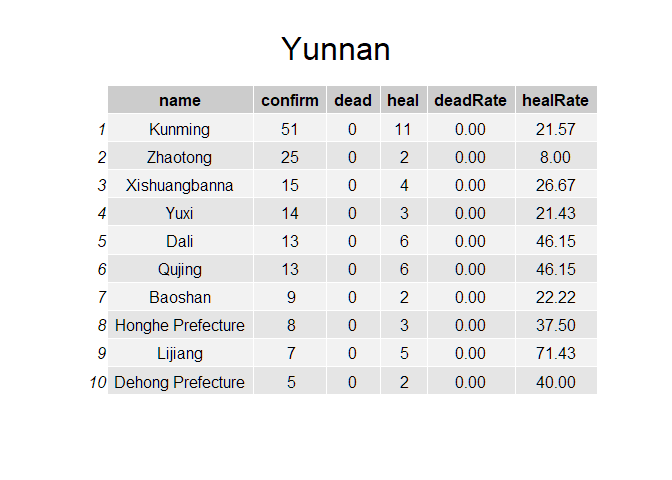 Yunnan
name confirm dead heal deadRate healRate
1 Kunming 51 0 11 0.00 21.57
2 Zhaotong 25 0 2 0.00 8.00
3 Xishuangbanna 15 0 4 0.00 26.67
4 Yuxi 14 0 3 0.00 21.43
5 Dali 13 0 6 0.00 46.15
6 Qujing 13 0 6 0.00 46.15
7 Baoshan 9 0 2 0.00 22.22
8 Honghe Prefecture 8 0 3 0.00 37.50
9 Lijiang 7 0 5 0.00 71.43
10 Dehong Prefecture 5 0 2 0.00 40.00